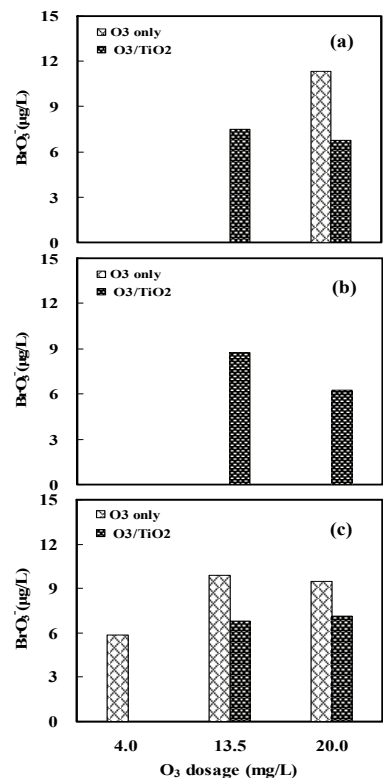 15
12
9
6
3
0
BrO3-(µg/L)
O3 only
O3/TiO2
(a)
15
12
9
6
3
0
BrO3-(µg/L)
O3 only
O3/TiO2
(b)
15
12
9
6
3
0
BrO3-(µg/L)
O3 only
O3/TiO2
(c)
4.0 13.5 20.0
O3 dosage (mg/L)